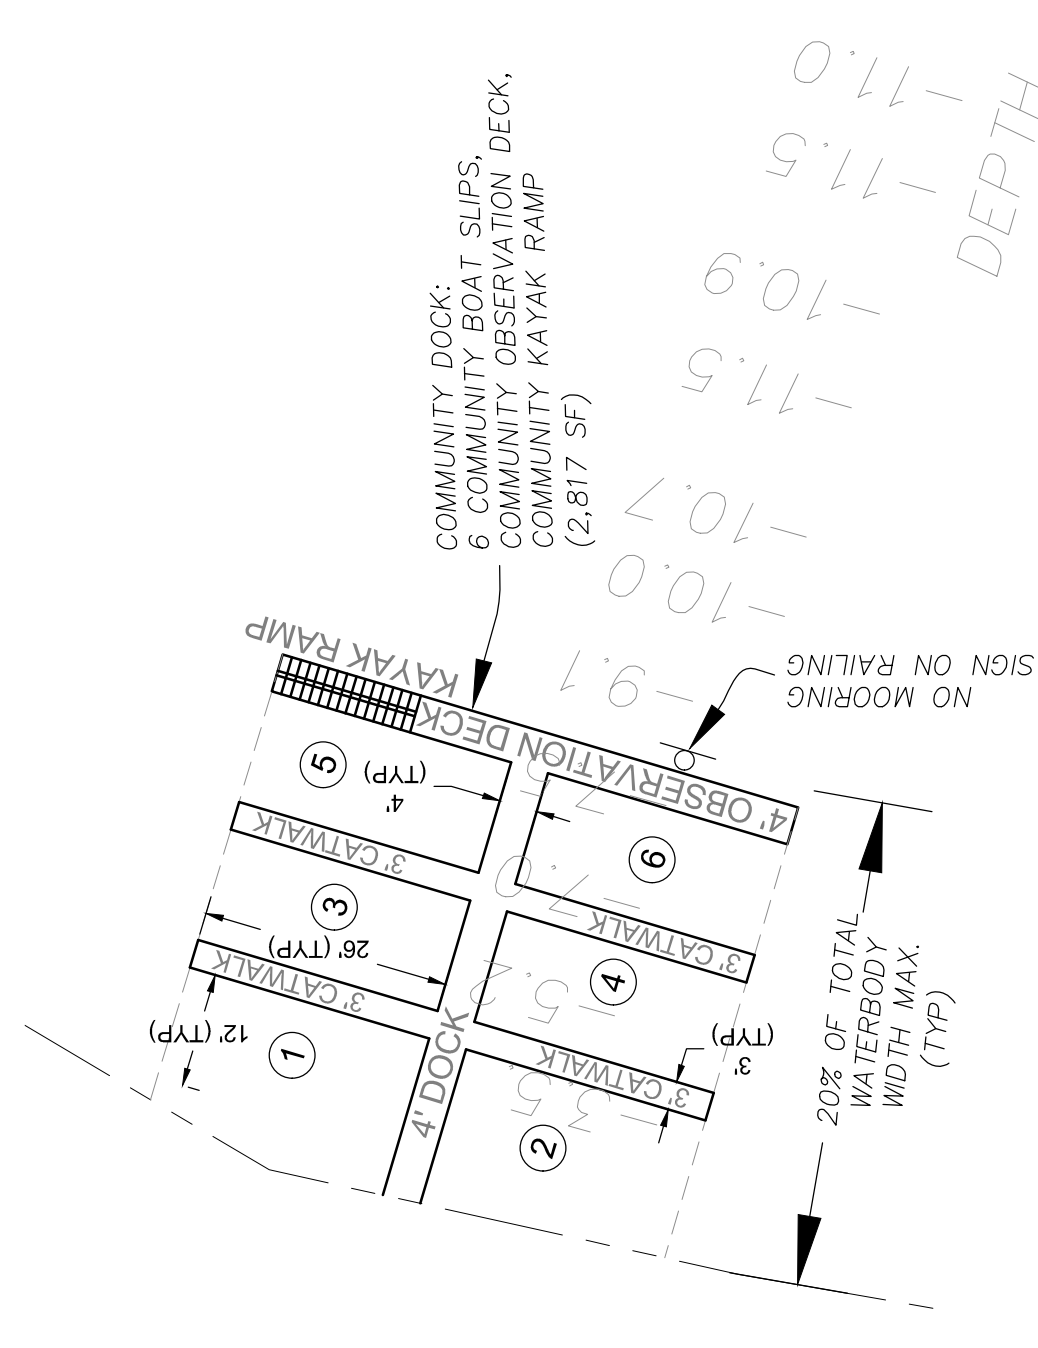 COMMUNITY DOCK:
6 COMMUNITY BOAT SLIPS,
COMMUNITY OBSERVATION DECK,
COMMUNITY KAYAK RAMP
(2,817 SF)
-11.0
-11.5
-10.9
-11.5
-10.7
-10.0
-9.1
-7.5
-7.0
-5.2
-3.5
DEPTH
KAYAK RAMP
4' OBSERVATION DECK
NO MOORING
SIGN ON RAILING
5
4'
(TYP)
3' CATWALK
6
3
26' (TYP)
3' CATWALK
3' CATWALK
4
12' (TYP)
1
4' DOCK
3' CATWALK
3'
(TYP)
2
20% OF TOTAL
WATERBODY
WIDTH MAX.
(TYP)